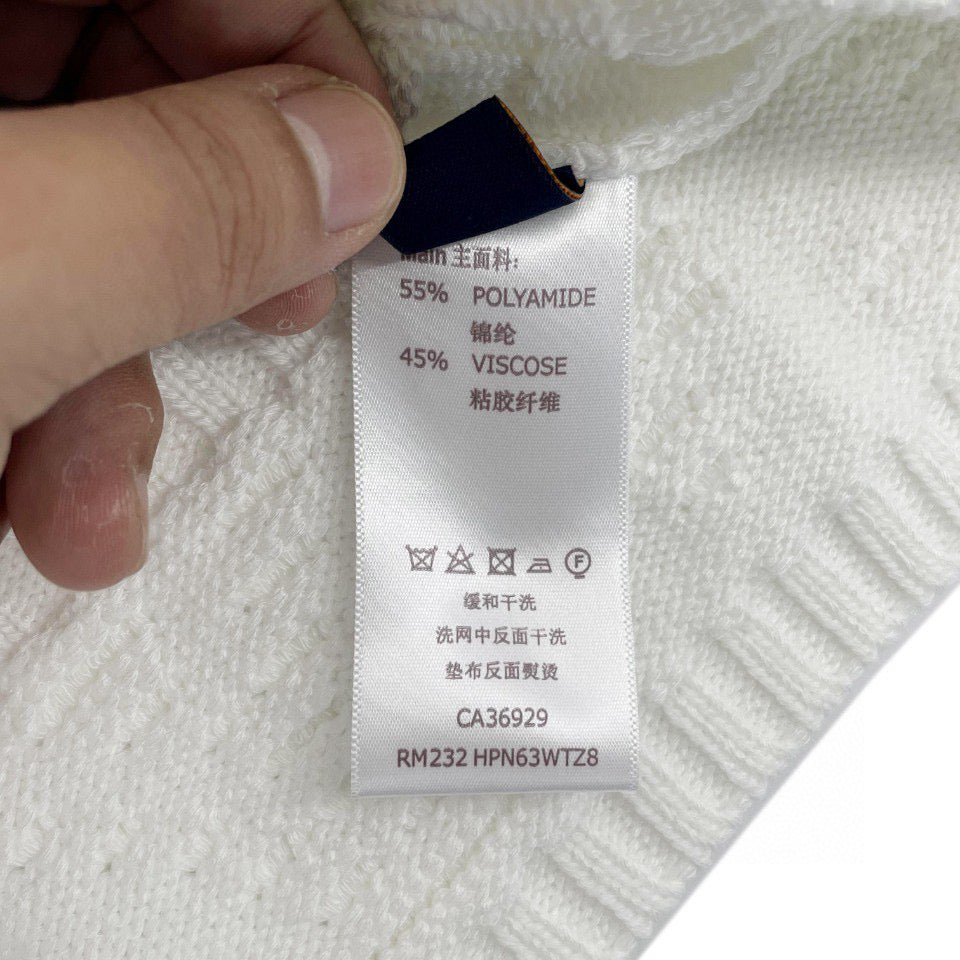 Main 主面料:
55% POLYAMIDE
锦纶
45% VISCOSE
粘胶纤维
F
缓和干洗
洗网中反面干洗
垫布反面熨烫
CA36929
RM232 HPN63WTZ8